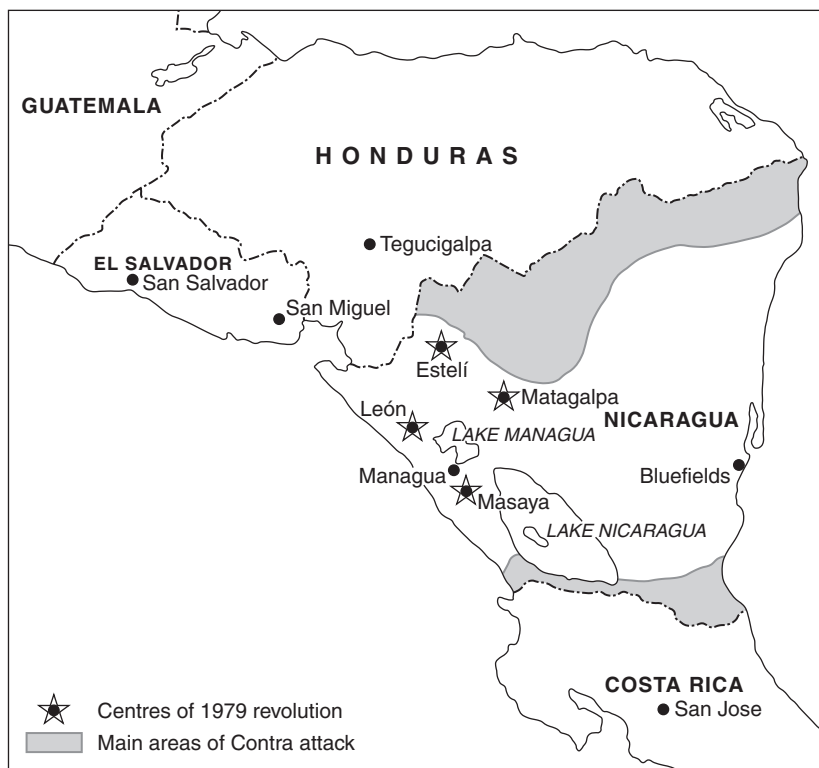 GUATEMALA
HONDURAS
Tegucigalpa
EL SALVADOR
San Salvador
San Miguel
Estelí
Matagalpa
León
LAKE MANAGUA
NICARAGUA
Managua
Masaya
Bluefields
LAKE NICARAGUA
COSTA RICA
San Jose
Centres of 1979 revolution
Main areas of Contra attack